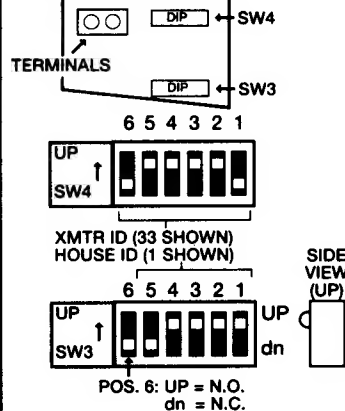 DIP SW4
TERMINALS
DIP SW3
6 5 4 3 2 1
UP
SW4
XMTR ID (33 SHOWN)
HOUSE ID (1 SHOWN)
SIDE
VIEW
(UP)
6 5 4 3 2 1
UP UP
SW3 dn
POS. 6: UP = N.O.
dn = N.C.